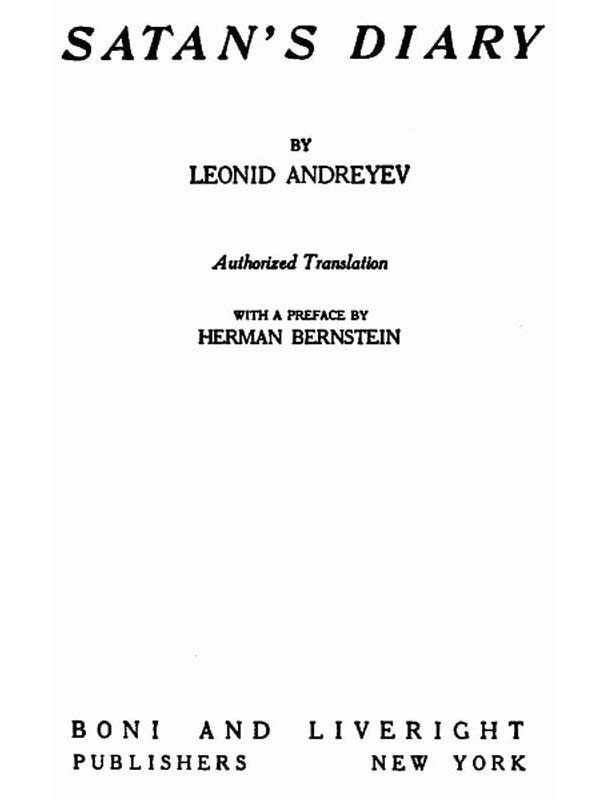 SATAN'S DIARY
BY
LEONID ANDREYEV
Authorized Translation
WITH A PREFACE BY
HERMAN BERNSTEIN
BONI AND LIVERIGHT
PUBLISHERS NEW YORK